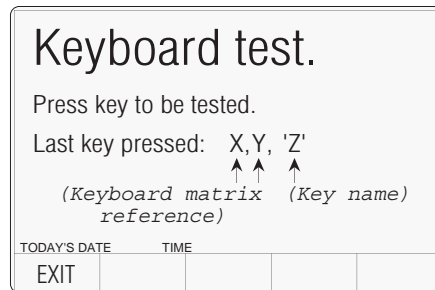 Keyboard test.
Press key to be tested.
Last key pressed: X,Y, 'Z'
(Keyboard matrix (Key name)
reference)
TODAY'S DATE TIME
EXIT